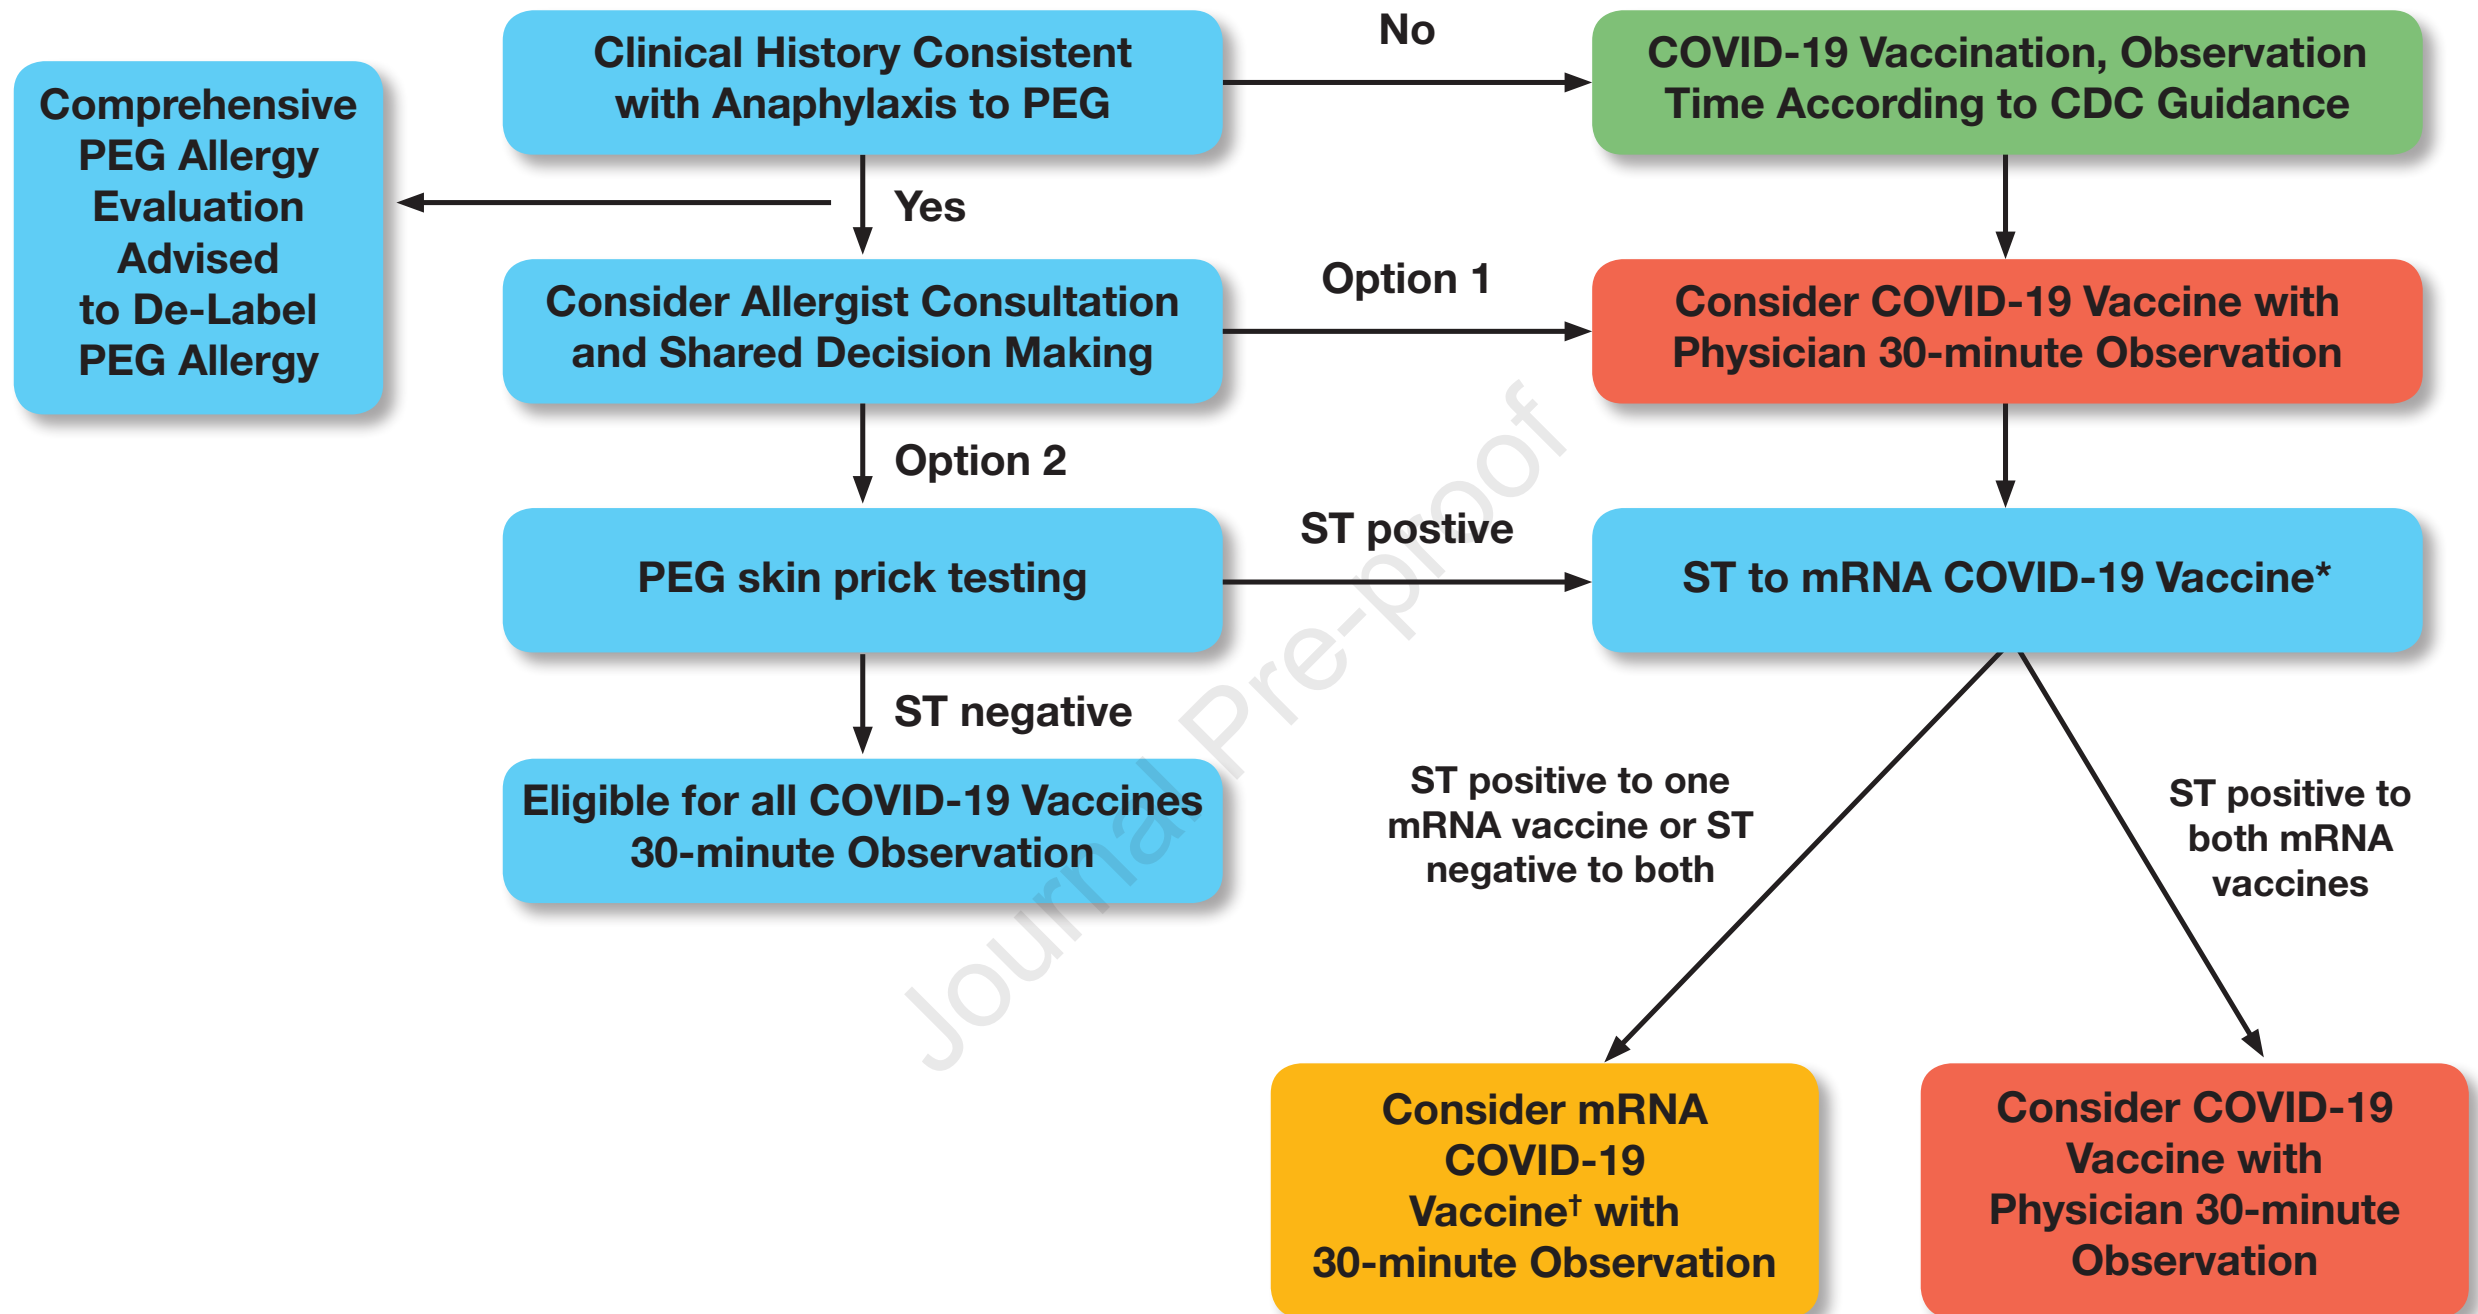 Clinical History Consistent
with Anaphylaxis to PEG
No
COVID-19 Vaccination, Observation
Time According to CDC Guidance
Comprehensive
PEG Allergy
Evaluation
Advised
to De-Label
PEG Allergy
Yes
Consider Allergist Consultation
and Shared Decision Making
Option 1
Consider COVID-19 Vaccine with
Physician 30-minute Observation
Option 2
PEG skin prick testing
ST postive
ST to mRNA COVID-19 Vaccine*
ST negative
Eligible for all COVID-19 Vaccines
30-minute Observation
ST positive to one
mRNA vaccine or ST
negative to both
ST positive to
both mRNA
vaccines
Consider mRNA
COVID-19
Vaccine† with
30-minute Observation
Consider COVID-19
Vaccine with
Physician 30-minute
Observation
Journal Pre-proof